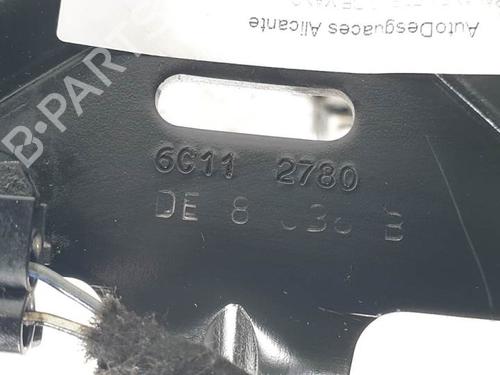 AutoDesguaces Alicante
B-PARTS
6C11 2780
DE 8 B